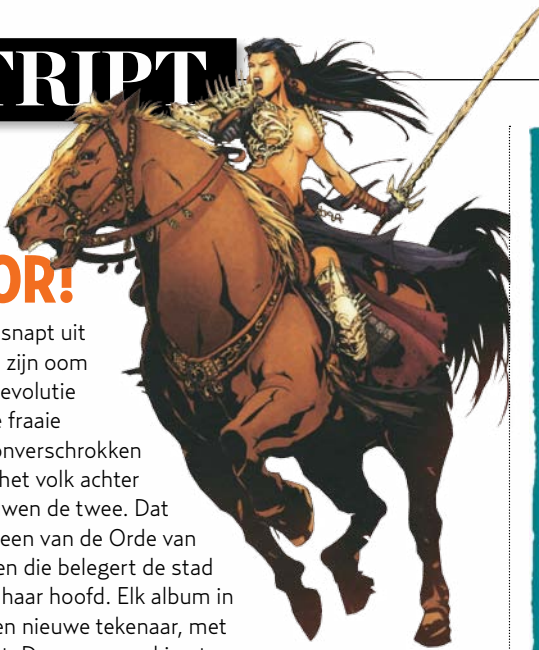 TRIPT
OR!
snapt uit
zijn oom
evolutie
fraaie
onverschrokken
het volk achter
wen de twee. Dat
een van de Orde van
en die belegert de stad
haar hoofd. Elk album in
en nieuwe tekenaar, met